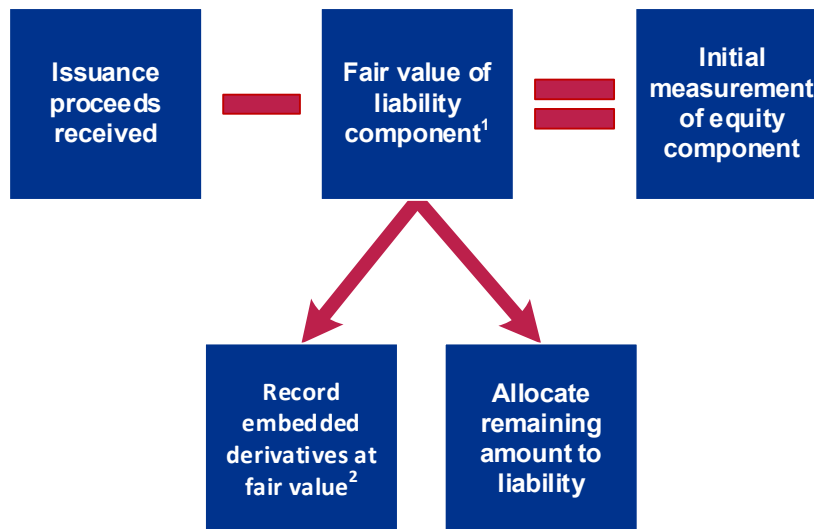 Issuance
proceeds
received
Fair value of
liability
component¹
Initial
measurement
of equity
component
Record
embedded
derivatives at
fair value²
Allocate
remaining
amount to
liability